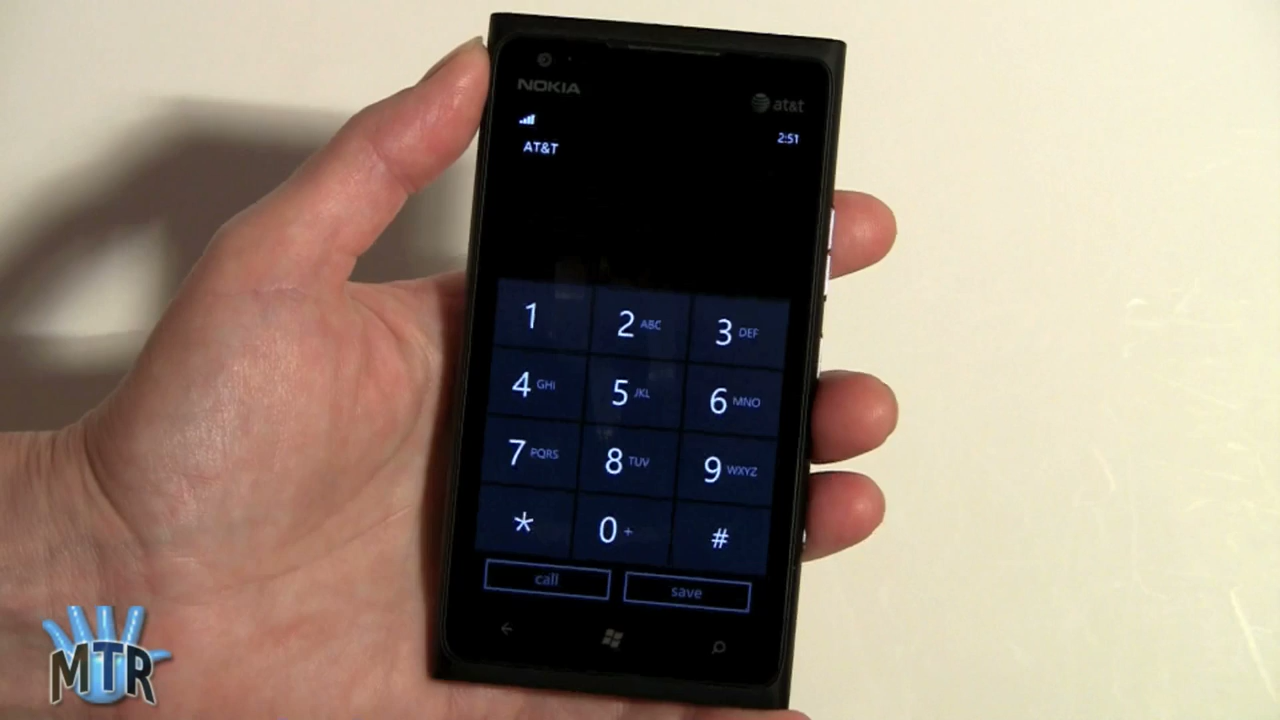 NOKIA
at&t
2:51
AT&T
1
2 ABC
3 DEF
4 GHI
5 JKL
6 MNO
7 PQRS
8 TUV
9 WXYZ
*
0 +
#
call
save
MTR